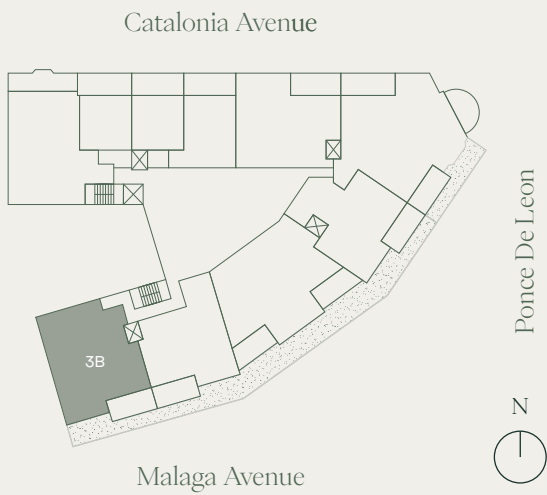 Catalonia Avenue
Ponce De Leon
3B
N
Malaga Avenue